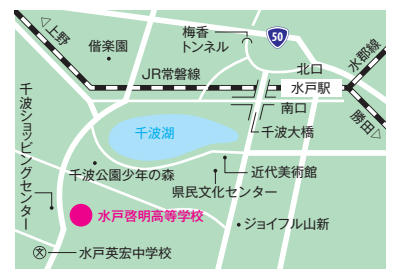 △上野
偕楽園
梅香
トンネル
50
北口
水郡線
JR常磐線
水戸駅
南口
勝田▽
千波大橋
千波湖
千波ショッピングセンター
千波公園少年の森
近代美術館
県民文化センター
水戸啓明高等学校
ジョイフル山新
文
水戸英宏中学校